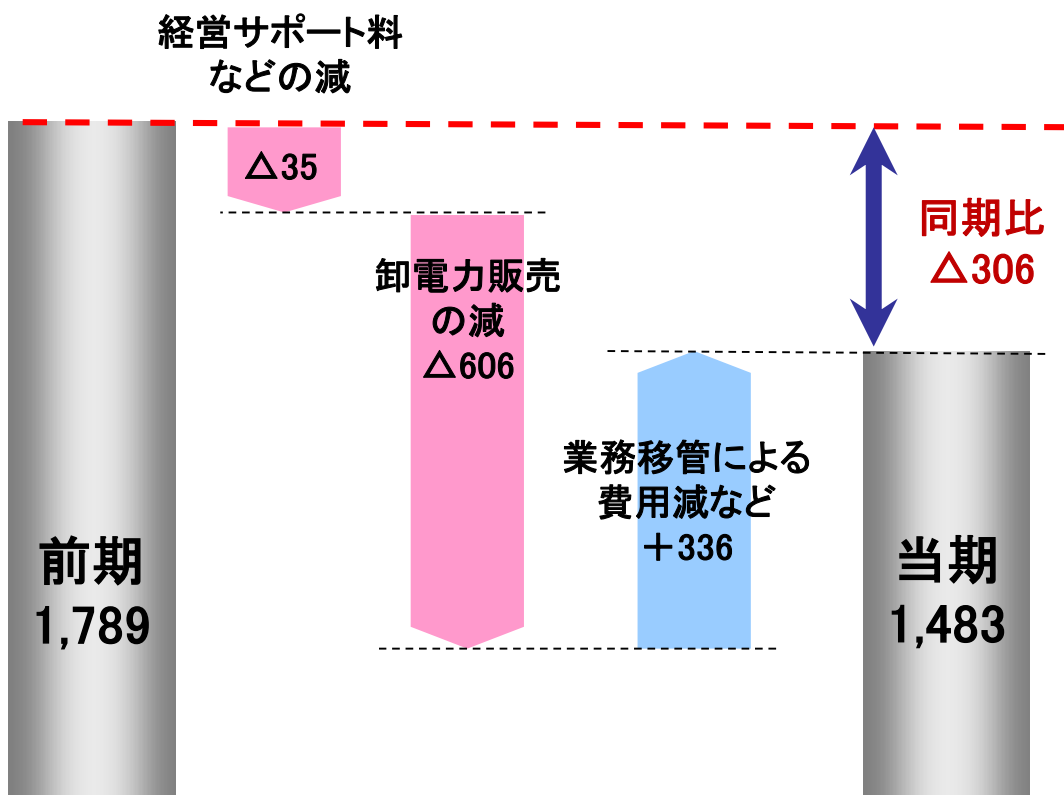 経営サポート料
などの減
△35
卸電力販売
の減
△606
業務移管による
費用減など
＋336
同期比
△306
前期
1,789
当期
1,483